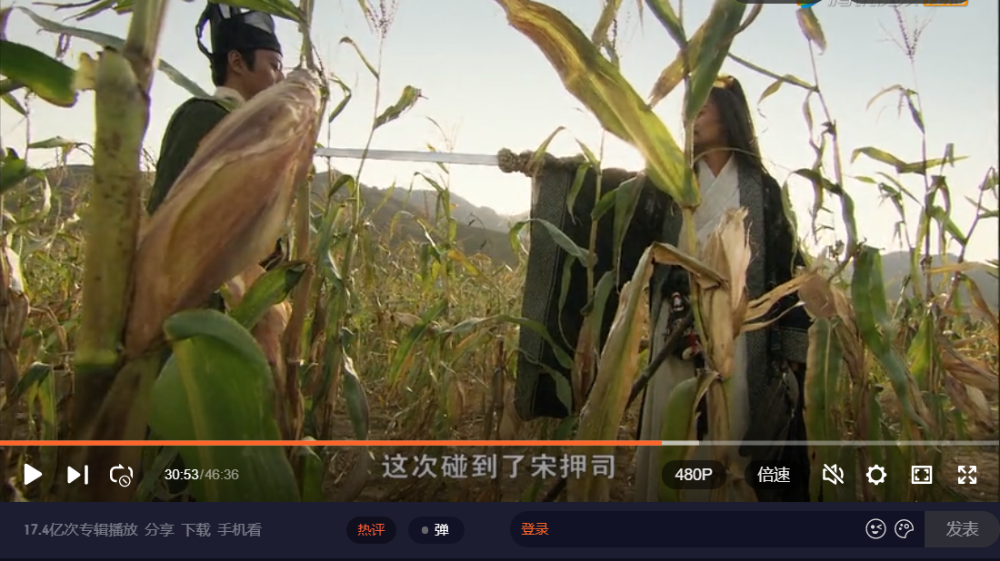 这次碰到了宋押司
30:53/46:36
480P
倍速
17.4亿次专辑播放 分享 下载 手机看
热评
弹
登录
发表